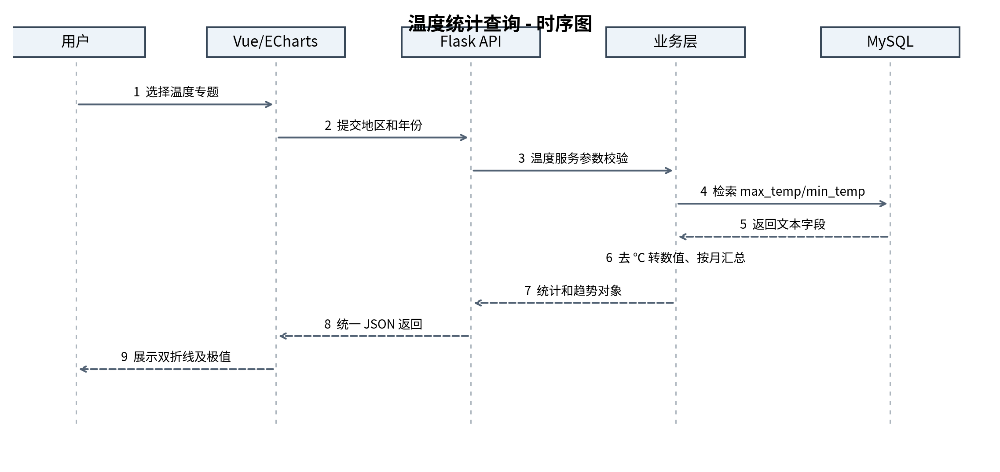 温度统计查询 - 时序图
用户
Vue/ECharts
Flask API
业务层
MySQL
1 选择温度专题
2 提交地区和年份
3 温度服务参数校验
4 检索 max_temp/min_temp
5 返回文本字段
6 去 ℃ 转数值、按月汇总
7 统计和趋势对象
8 统一 JSON 返回
9 展示双折线及极值